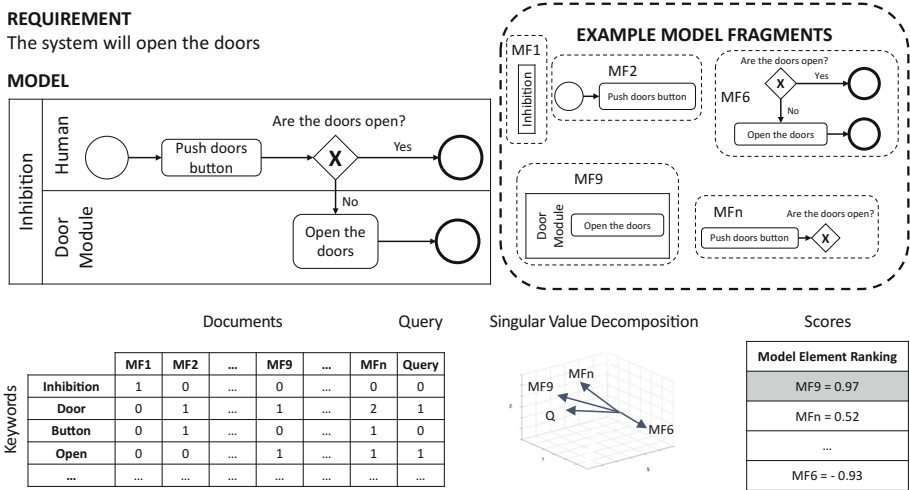 REQUIREMENT
The system will open the doors
MODEL
Inhibition
Human
Push doors
button
Are the doors open?
X
Yes
No
Door
Module
Open the
doors
EXAMPLE MODEL FRAGMENTS
MF1
Inhibition
MF2
Push doors button
MF6
Are the doors open?
X
Yes
No
Open the doors
MF9
Door
Module
Open the doors
MFn
Are the doors open?
Push doors button
X
Documents Query
Keywords
MF1 MF2 ... MF9 ... MFn Query
Inhibition 1 0 ... 0 ... 0 0
Door 0 1 ... 1 ... 2 1
Button 0 1 ... 0 ... 1 0
Open 0 0 ... 1 ... 1 1
... ... ... ... ... ... ... ...
Singular Value Decomposition
MFn
MF9
Q
MF6
Scores
Model Element Ranking
MF9 = 0.97
MFn = 0.52
...
MF6 = - 0.93